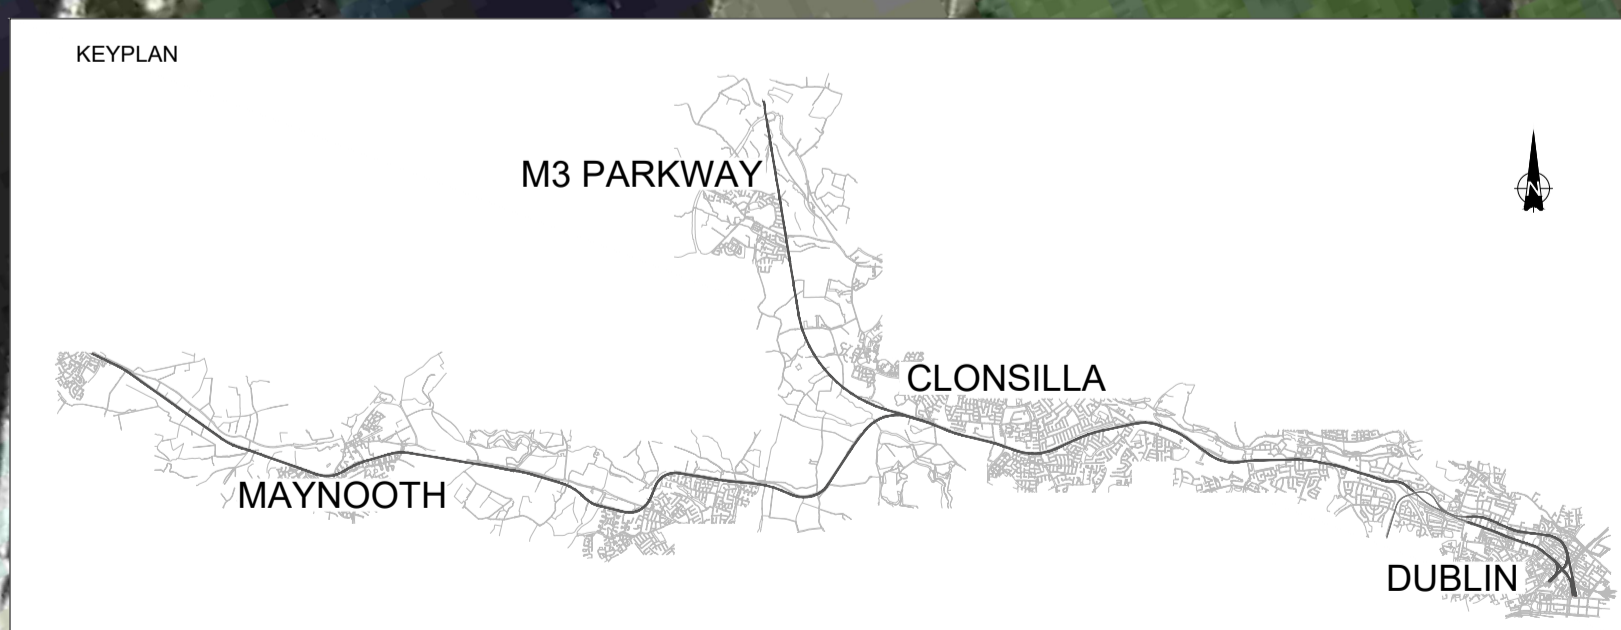 KEYPLAN
M3 PARKWAY
N
CLONSILLA
MAYNOOTH
DUBLIN